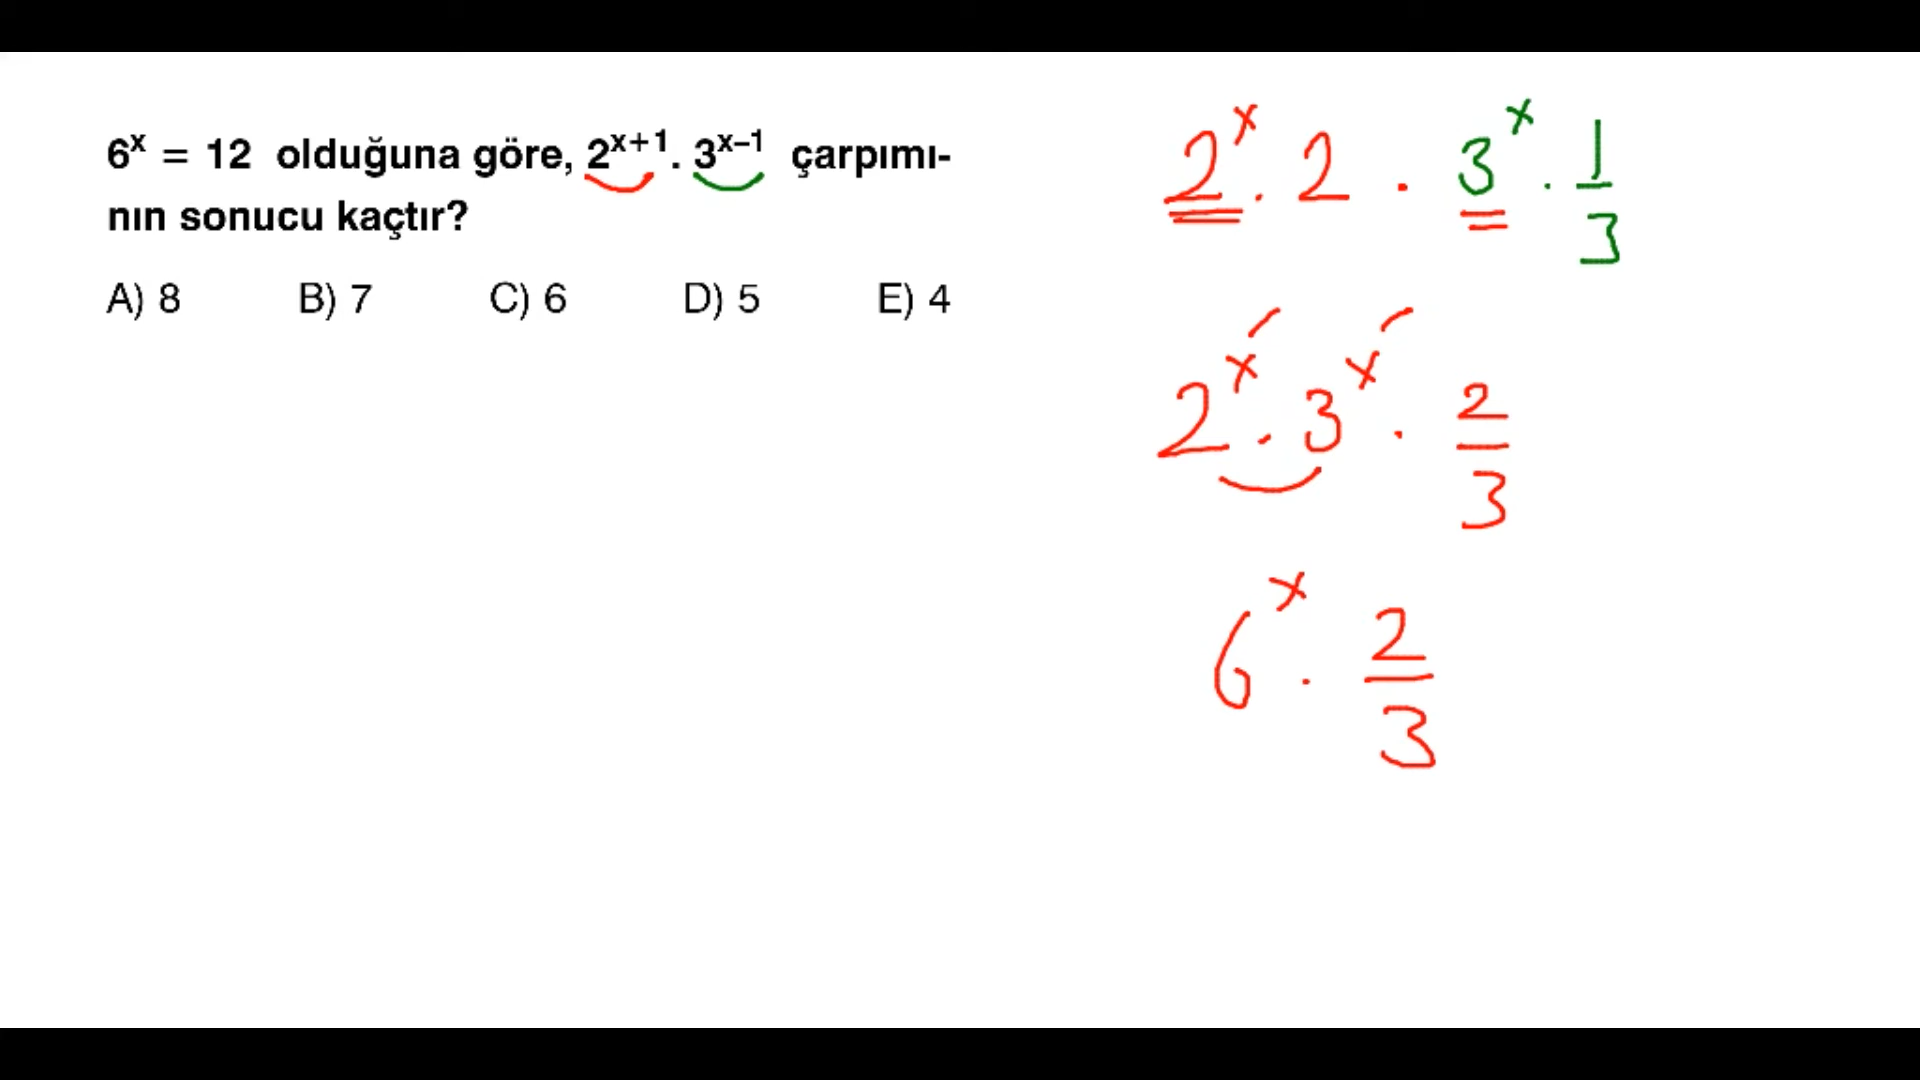 6ˣ = 12 olduğuna göre, 2ˣ⁺¹. 3ˣ⁻¹ çarpımı-
nın sonucu kaçtır?
A) 8 B) 7 C) 6 D) 5 E) 4
2ˣ . 2 . 3ˣ . 1/3
2ˣ . 3ˣ . 2/3
6ˣ . 2/3